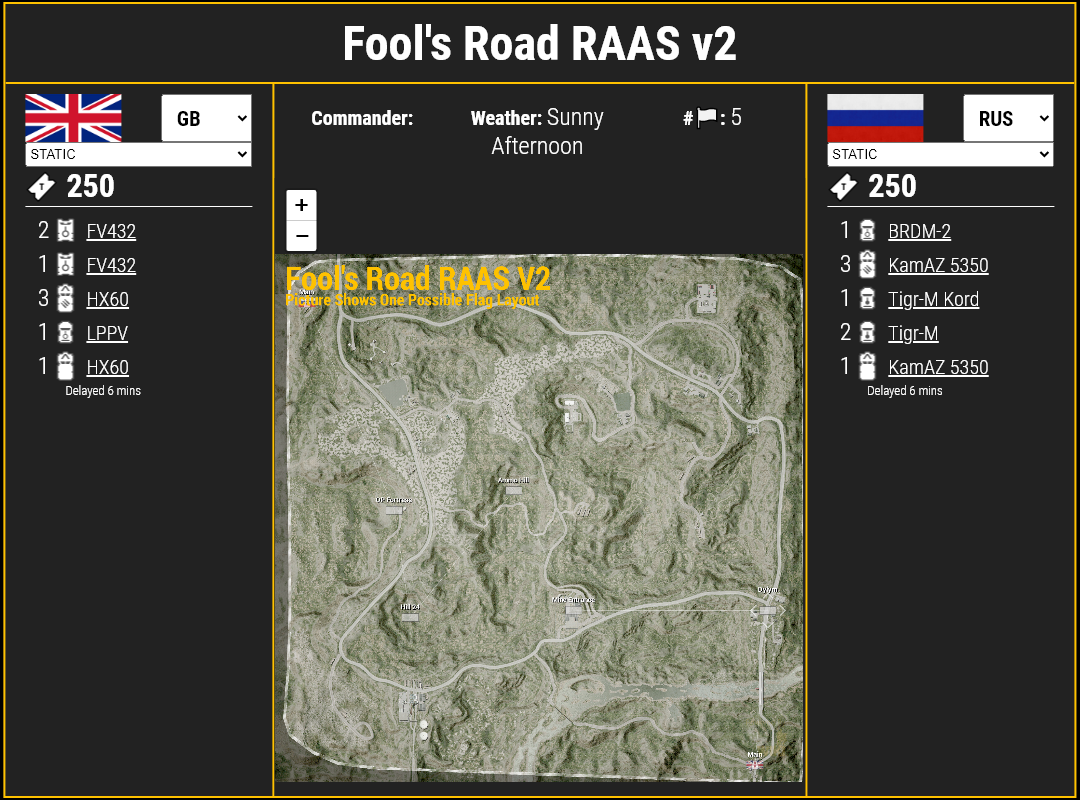 Fool's Road RAAS v2
GB
STATIC
250
2 FV432
1 FV432
3 HX60
1 LPPV
1 HX60
Delayed 6 mins
Commander:
Weather: Sunny
Afternoon
# : 5
+
−
Fool's Road RAAS V2
Picture Shows One Possible Flag Layout
Main
Ammo Hill
OP Fortress
Mine Entrance
Hill 24
Main
RUS
STATIC
250
1 BRDM-2
3 KamAZ 5350
1 Tigr-M Kord
2 Tigr-M
1 KamAZ 5350
Delayed 6 mins